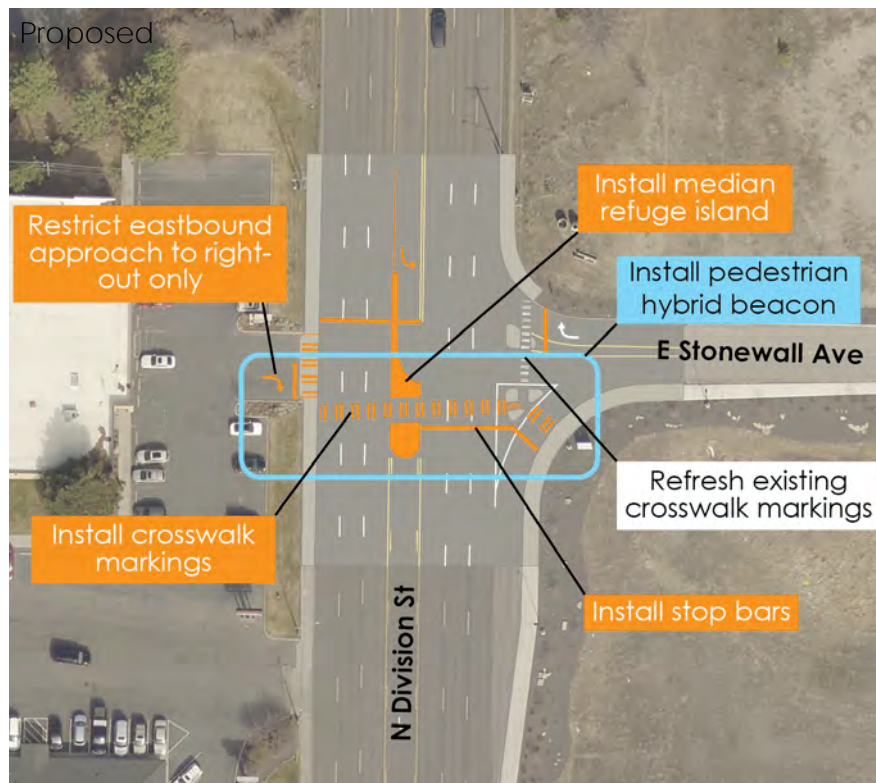 Proposed
Install median
refuge island
Restrict eastbound
approach to right-
out only
Install pedestrian
hybrid beacon
E Stonewall Ave
Refresh existing
crosswalk markings
Install crosswalk
markings
Install stop bars
N Division St